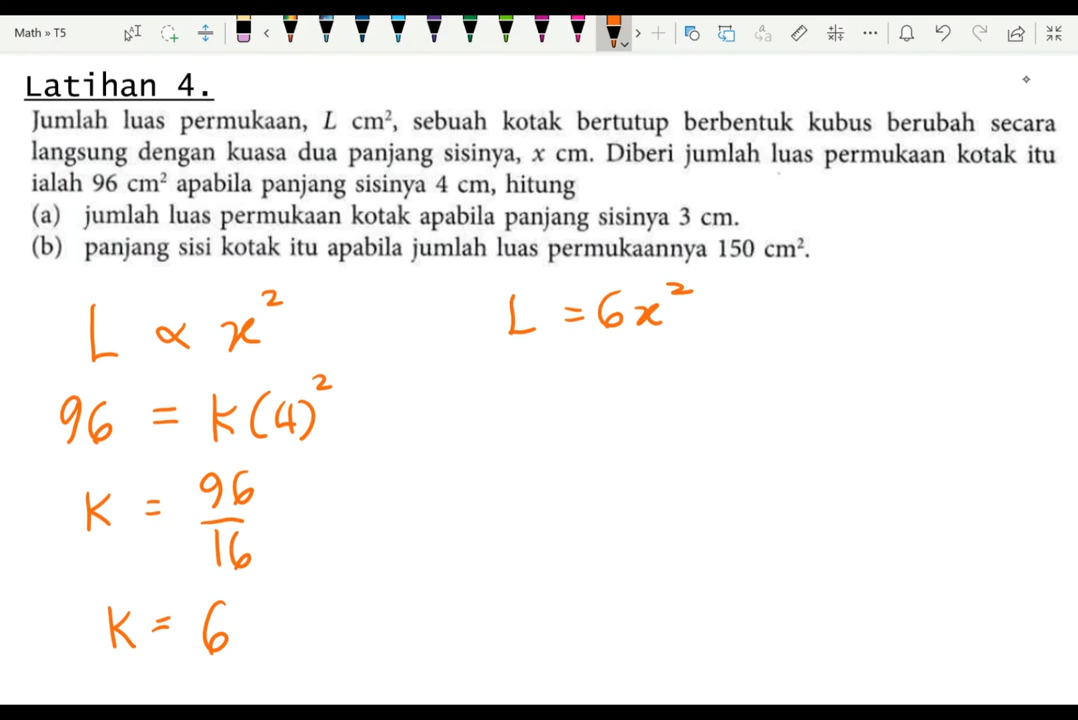 Math » T5
Latihan 4.
Jumlah luas permukaan, L cm², sebuah kotak bertutup berbentuk kubus berubah secara
langsung dengan kuasa dua panjang sisinya, x cm. Diberi jumlah luas permukaan kotak itu
ialah 96 cm² apabila panjang sisinya 4 cm, hitung
(a) jumlah luas permukaan kotak apabila panjang sisinya 3 cm.
(b) panjang sisi kotak itu apabila jumlah luas permukaannya 150 cm².
L ∝ x²
96 = K(4)²
K = 96/16
K = 6
L = 6x²